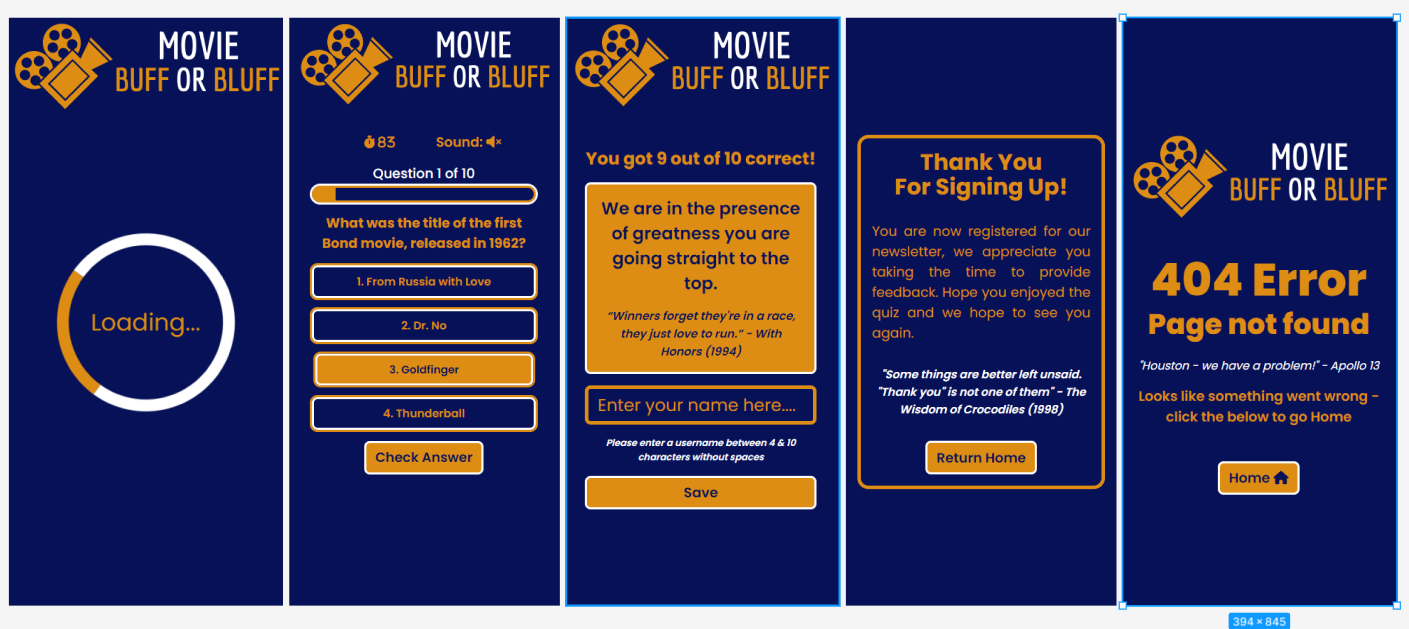 MOVIE
BUFF OR BLUFF
Loading...
MOVIE
BUFF OR BLUFF
83
Sound:
Question 1 of 10
What was the title of the first
Bond movie, released in 1962?
1. From Russia with Love
2. Dr. No
3. Goldfinger
4. Thunderball
Check Answer
MOVIE
BUFF OR BLUFF
You got 9 out of 10 correct!
We are in the presence
of greatness you are
going straight to the
top.
“Winners forget they're in a race,
they just love to run.” - With
Honors (1994)
Enter your name here....
Please enter a username between 4 & 10
characters without spaces
Save
Thank You
For Signing Up!
You are now registered for our
newsletter, we appreciate you
taking the time to provide
feedback. Hope you enjoyed the
quiz and we hope to see you
again.
"Some things are better left unsaid.
"Thank you" is not one of them" - The
Wisdom of Crocodiles (1998)
Return Home
MOVIE
BUFF OR BLUFF
404 Error
Page not found
"Houston - we have a problem!" - Apollo 13
Looks like something went wrong -
click the below to go Home
Home
394 × 845